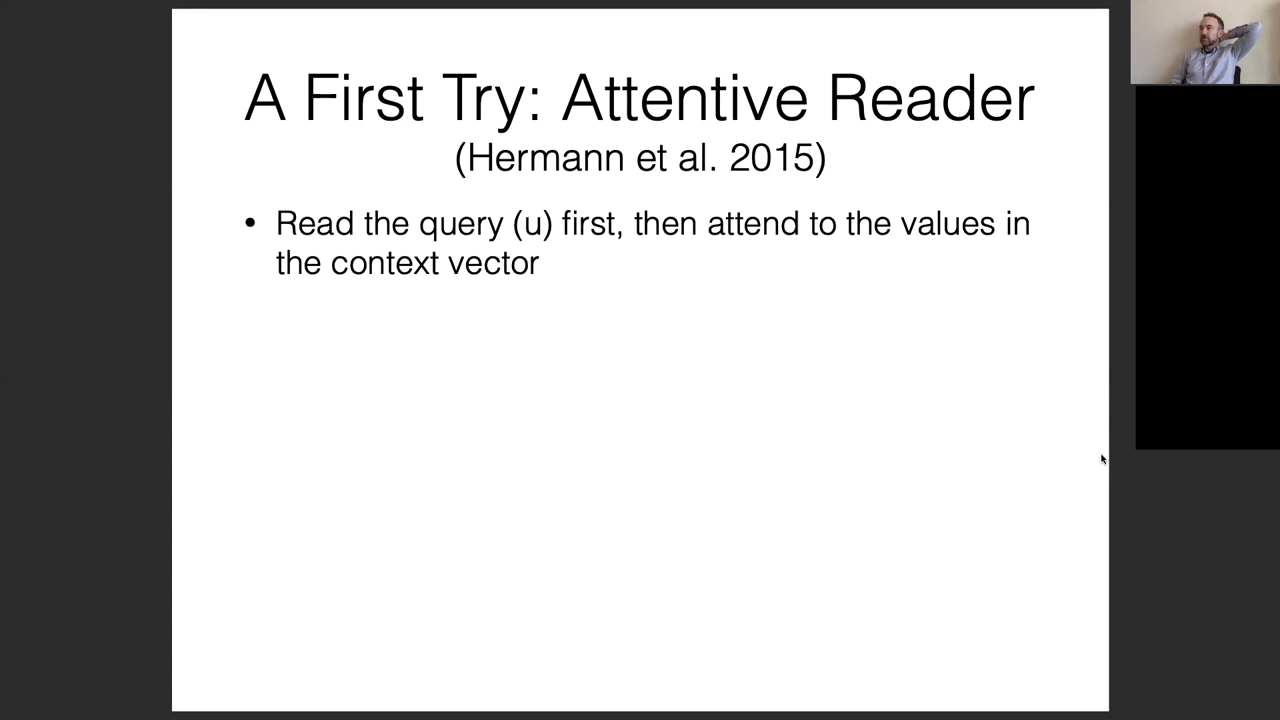 A First Try: Attentive Reader
(Hermann et al. 2015)
• Read the query (u) first, then attend to the values in
the context vector